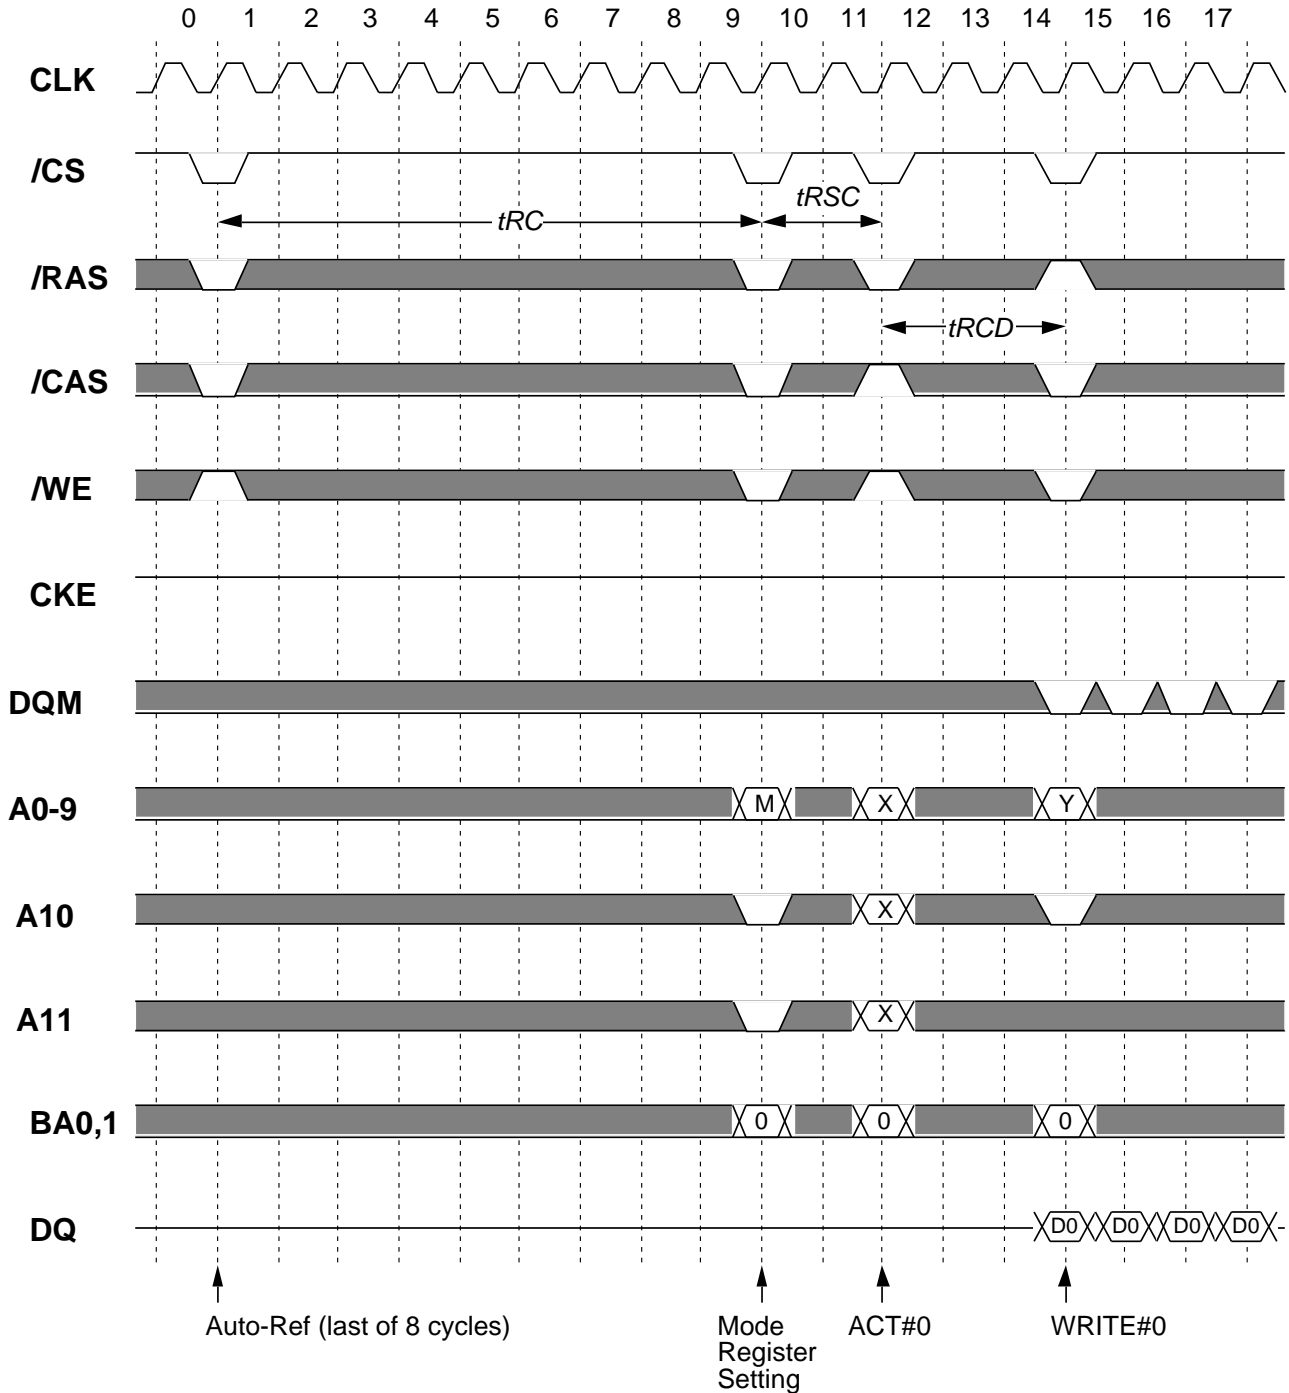 0 1 2 3 4 5 6 7 8 9 10 11 12 13 14 15 16 17
CLK
/CS
tRC
tRSC
/RAS
tRCD
/CAS
/WE
CKE
DQM
A0-9 M X Y
A10 X
A11 X
BA0,1 0 0 0
DQ D0 D0 D0 D0
Auto-Ref (last of 8 cycles)
Mode
Register
Setting
ACT#0
WRITE#0